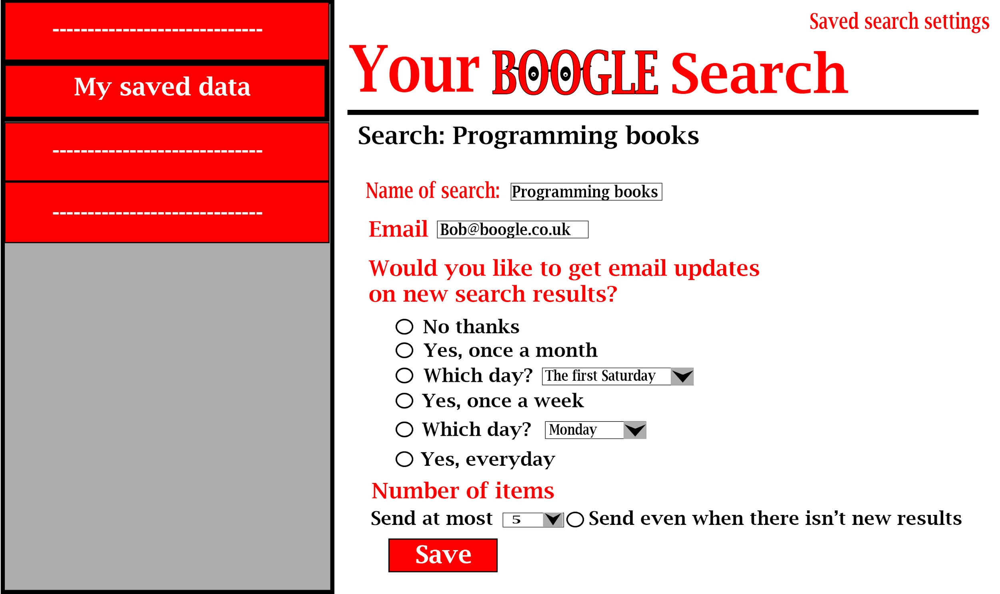 Saved search settings
Your BOOGLE Search
------------------------------
My saved data
------------------------------
------------------------------
Search: Programming books
Name of search: Programming books
Email Bob@boogle.co.uk
Would you like to get email updates
on new search results?
No thanks
Yes, once a month
Which day? The first Saturday
Yes, once a week
Which day? Monday
Yes, everyday
Number of items
Send at most 5 Send even when there isn’t new results
Save